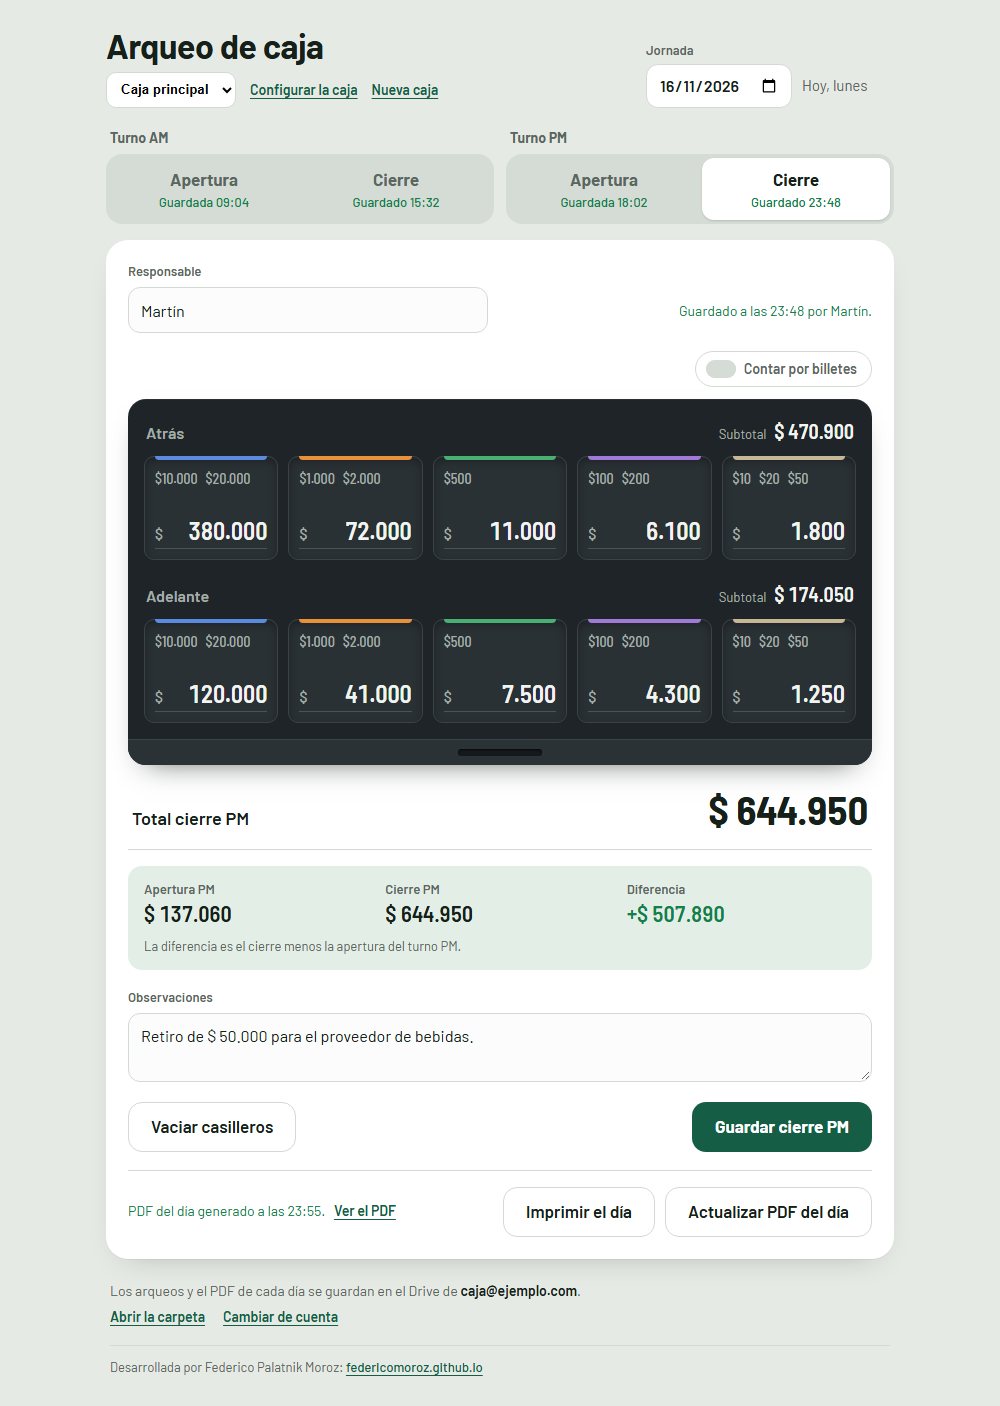 Arqueo de caja
Caja principal Configurar la caja Nueva caja
Jornada
16/11/2026 Hoy, lunes
Turno AM
Apertura Cierre
Guardada 09:04 Guardado 15:32
Turno PM
Apertura Cierre
Guardada 18:02 Guardado 23:48
Responsable
Martín
Guardado a las 23:48 por Martín.
Contar por billetes
Atrás Subtotal $ 470.900
$10.000 $20.000 $1.000 $2.000 $500 $100 $200 $10 $20 $50
$ 380.000 $ 72.000 $ 11.000 $ 6.100 $ 1.800
Adelante Subtotal $ 174.050
$10.000 $20.000 $1.000 $2.000 $500 $100 $200 $10 $20 $50
$ 120.000 $ 41.000 $ 7.500 $ 4.300 $ 1.250
Total cierre PM $ 644.950
Apertura PM Cierre PM Diferencia
$ 137.060 $ 644.950 +$ 507.890
La diferencia es el cierre menos la apertura del turno PM.
Observaciones
Retiro de $ 50.000 para el proveedor de bebidas.
Vaciar casilleros Guardar cierre PM
PDF del día generado a las 23:55. Ver el PDF Imprimir el día Actualizar PDF del día
Los arqueos y el PDF de cada día se guardan en el Drive de caja@ejemplo.com.
Abrir la carpeta Cambiar de cuenta
Desarrollada por Federico Palatnik Moroz: federicomoroz.github.io